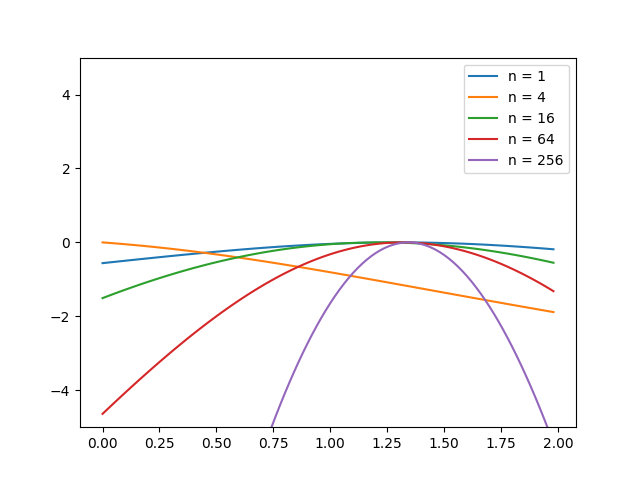 4
2
0
−2
−4
0.00 0.25 0.50 0.75 1.00 1.25 1.50 1.75 2.00
n = 1
n = 4
n = 16
n = 64
n = 256